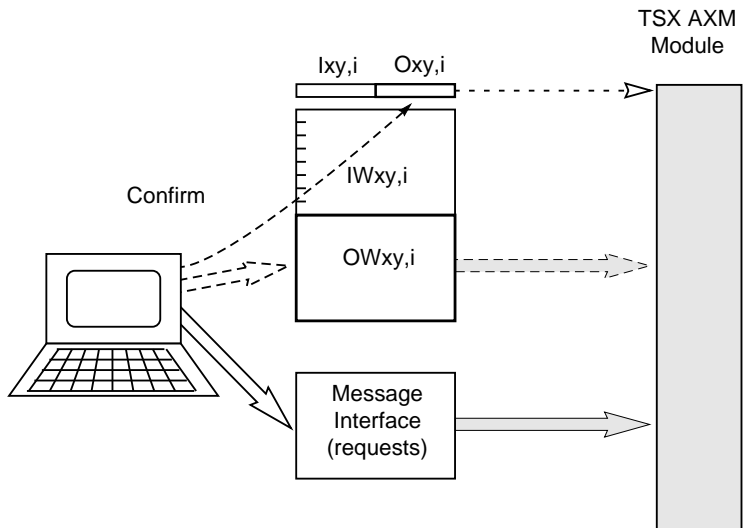 TSX AXM
Module
Ixy,i
Oxy,i
IWxy,i
Confirm
OWxy,i
Message
Interface
(requests)